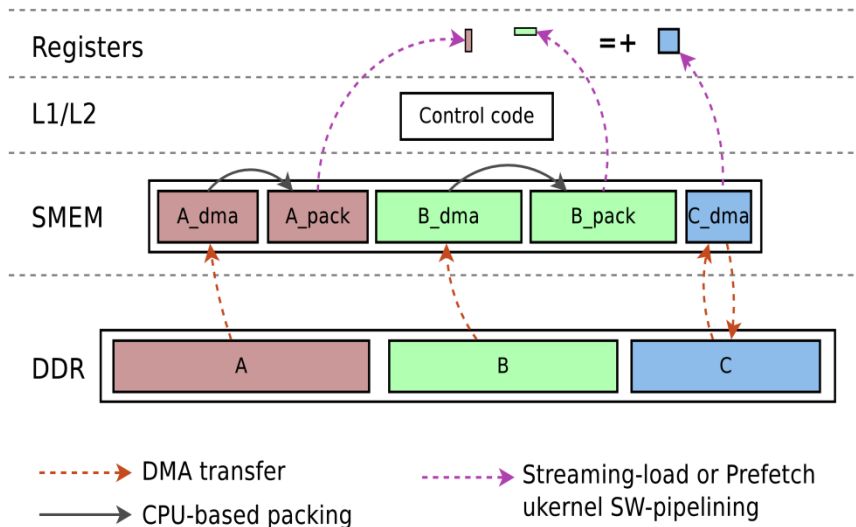 Registers
=+
L1/L2
Control code
SMEM
A_dma
A_pack
B_dma
B_pack
C_dma
DDR
A
B
C
DMA transfer
CPU-based packing
Streaming-load or Prefetch
ukernel SW-pipelining